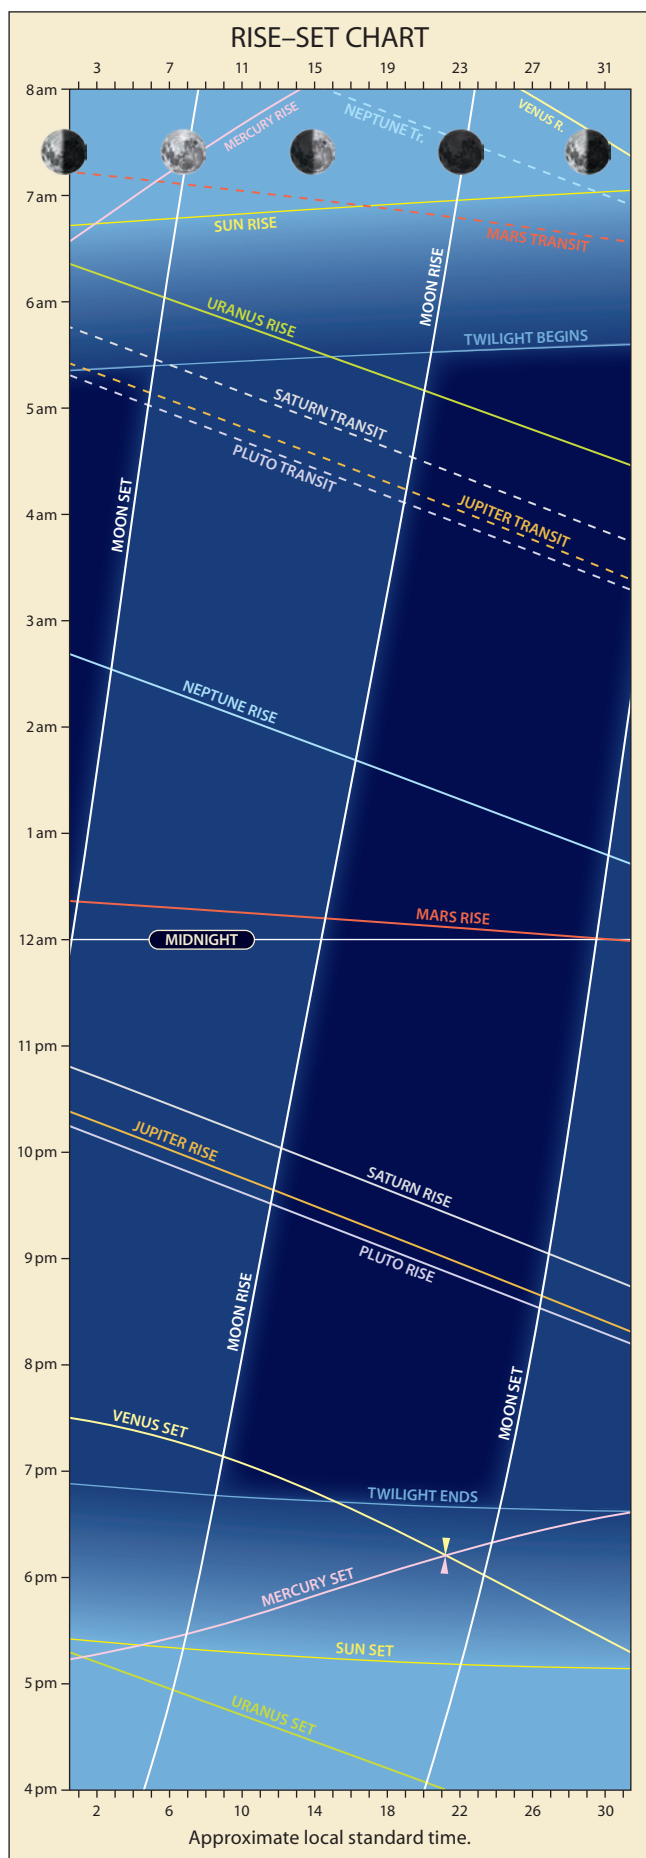 RISE–SET CHART
3 7 11 15 19 23 27 31
8 am
MERCURY RISE
NEPTUNE Tr.
VENUS R.
7 am
SUN RISE
MARS TRANSIT
MOON RISE
6 am
URANUS RISE
TWILIGHT BEGINS
5 am
SATURN TRANSIT
PLUTO TRANSIT
MOON SET
4 am
JUPITER TRANSIT
3 am
NEPTUNE RISE
2 am
1 am
MARS RISE
12 am
MIDNIGHT
11 pm
JUPITER RISE
10 pm
SATURN RISE
9 pm
PLUTO RISE
MOON RISE
8 pm
MOON SET
VENUS SET
7 pm
TWILIGHT ENDS
6 pm
MERCURY SET
SUN SET
5 pm
URANUS SET
4 pm
2 6 10 14 18 22 26 30
Approximate local standard time.